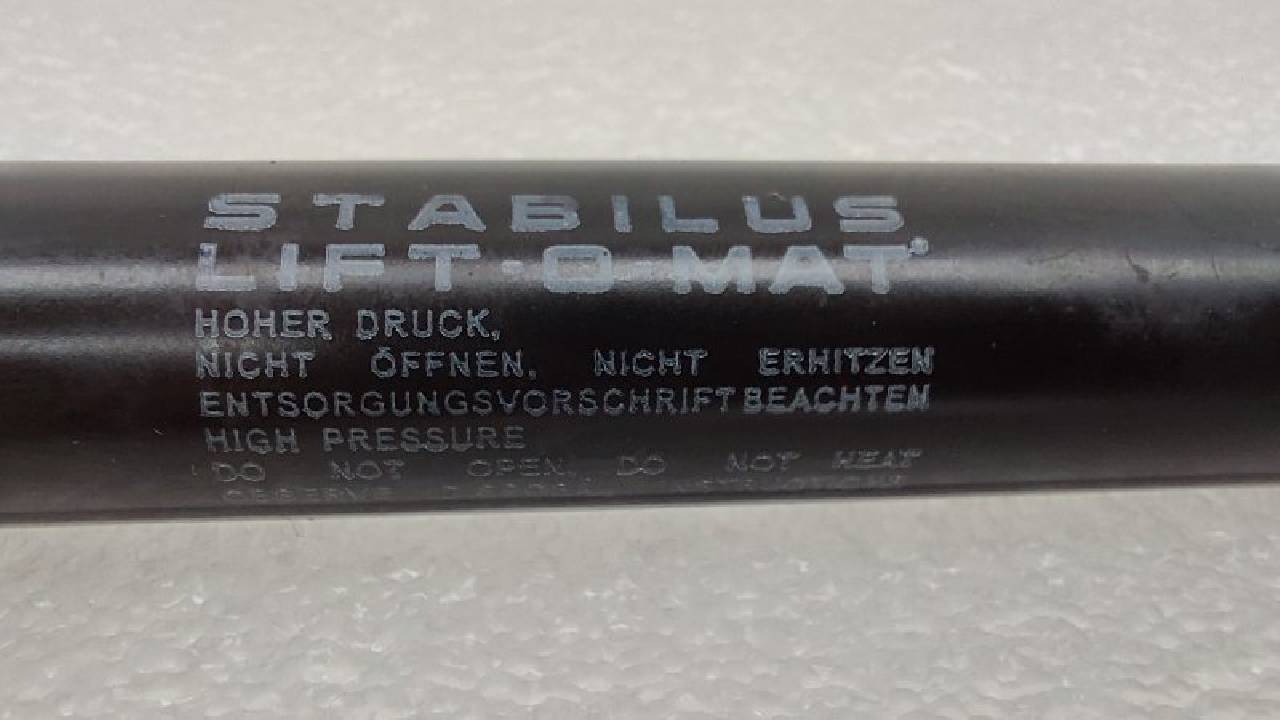 STABILUS
LIFT-O-MAT®
HOHER DRUCK,
NICHT ÖFFNEN, NICHT ERHITZEN
ENTSORGUNGSVORSCHRIFT BEACHTEN
HIGH PRESSURE
DO NOT OPEN, DO NOT HEAT
OBSERVE